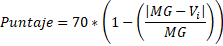 Puntaje = 70 * (1 - (|MG - Vᵢ| / MG))